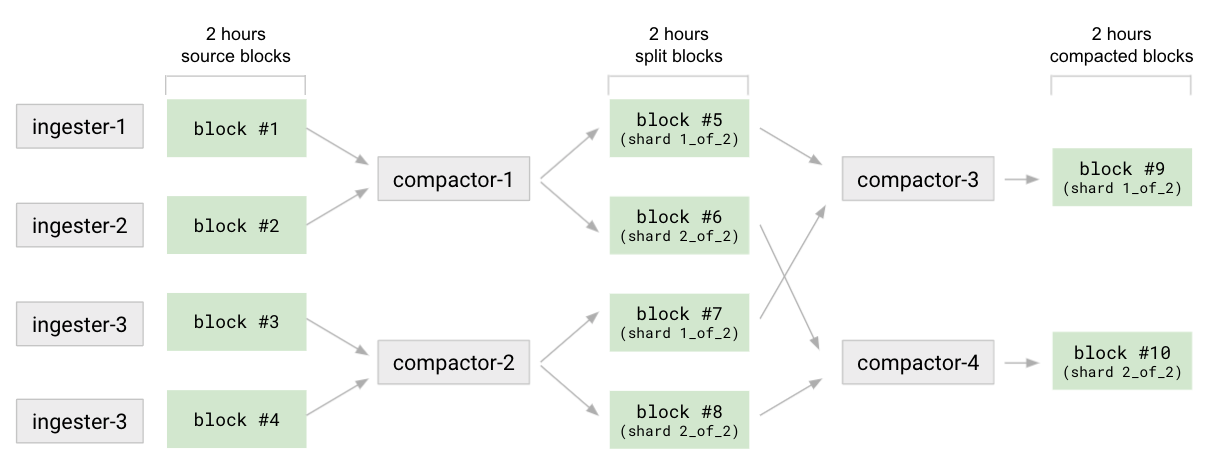 2 hours
source blocks
2 hours
split blocks
2 hours
compacted blocks
ingester-1
block #1
ingester-2
block #2
ingester-3
block #3
ingester-3
block #4
compactor-1
compactor-2
block #5
(shard 1_of_2)
block #6
(shard 2_of_2)
block #7
(shard 1_of_2)
block #8
(shard 2_of_2)
compactor-3
compactor-4
block #9
(shard 1_of_2)
block #10
(shard 2_of_2)